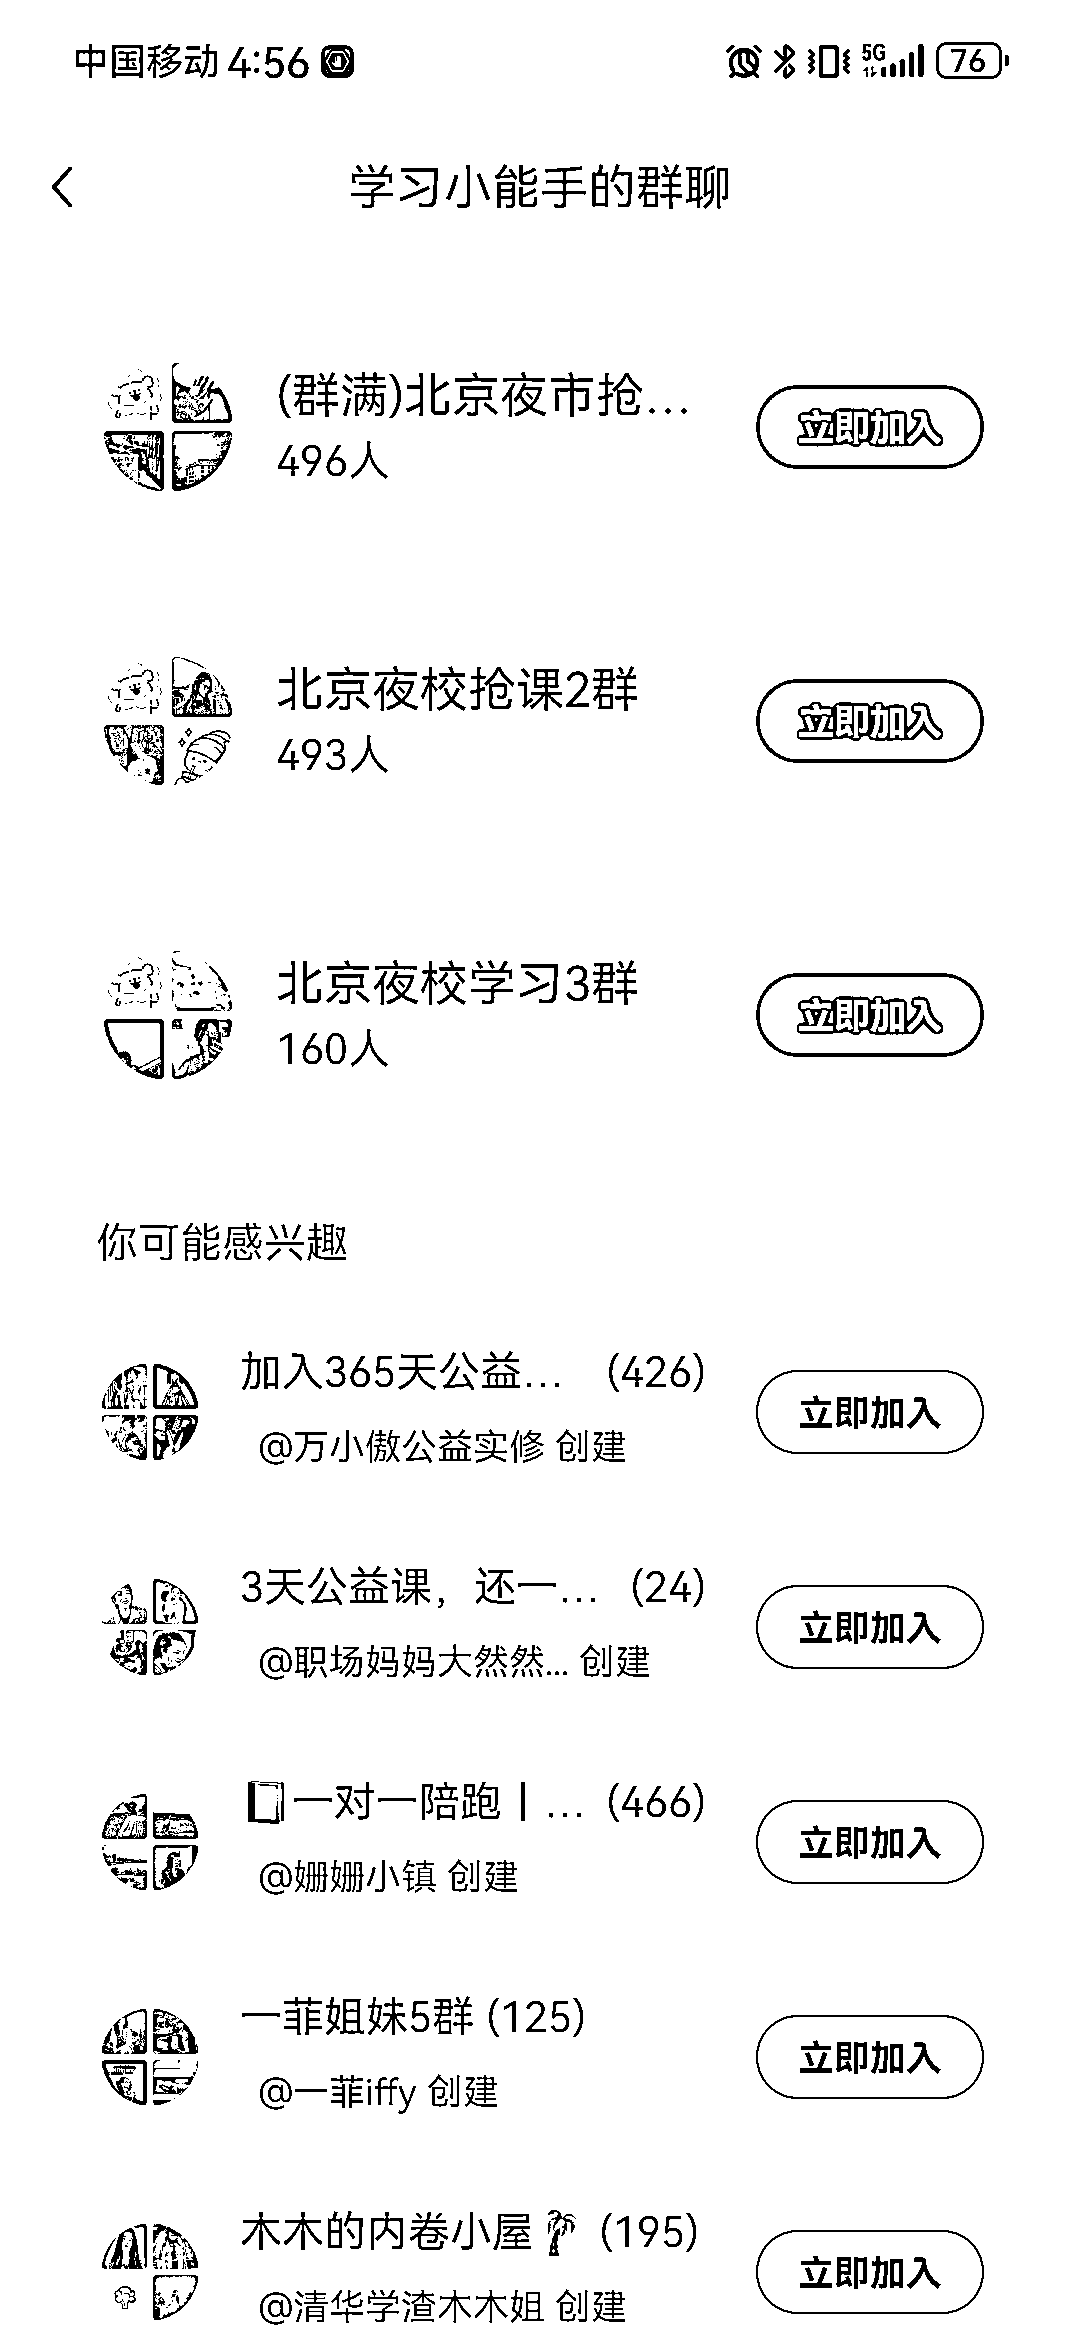 中国移动 4:56 5G 76
学习小能手的群聊
(群满)北京夜市抢...
496人
立即加入
北京夜校抢课2群
493人
立即加入
北京夜校学习3群
160人
立即加入
你可能感兴趣
加入365天公益... (426)
@万小傲公益实修 创建
立即加入
3天公益课，还一... (24)
@职场妈妈大然然... 创建
立即加入
一对一陪跑丨... (466)
@姗姗小镇 创建
立即加入
一菲姐妹5群 (125)
@一菲iffy 创建
立即加入
木木的内卷小屋🌴 (195)
@清华学渣木木姐 创建
立即加入